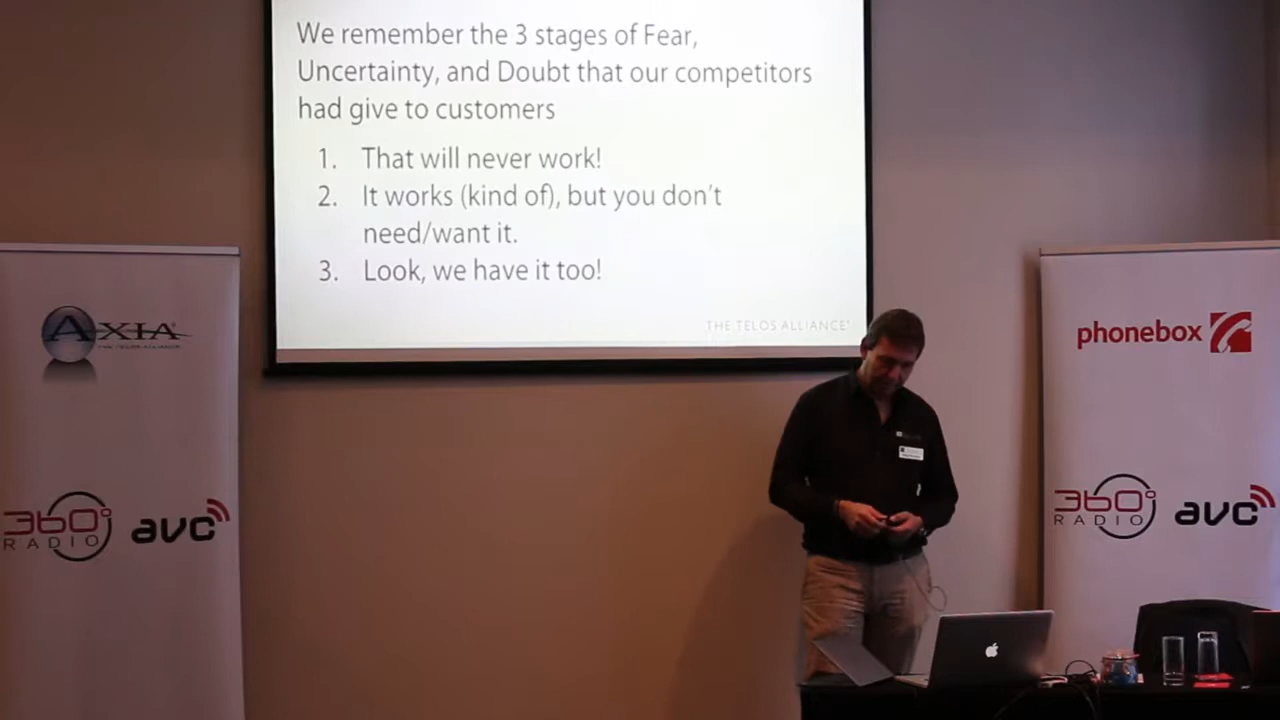 We remember the 3 stages of Fear,
Uncertainty, and Doubt that our competitors
had give to customers
1. That will never work!
2. It works (kind of), but you don't
need/want it.
3. Look, we have it too!
THE TELOS ALLIANCE
AXIA
360°
RADIO
avc
phonebox
360°
RADIO
avc